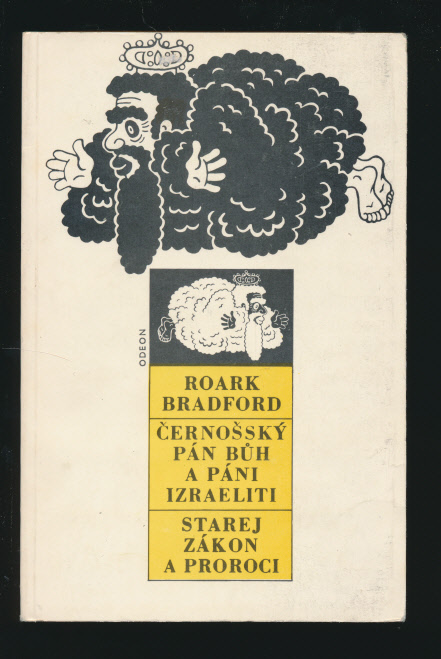 ODEON
ROARK
BRADFORD
ČERNOŠSKÝ
PÁN BŮH
A PÁNI
IZRAELITI
STAREJ
ZÁKON
A PROROCI